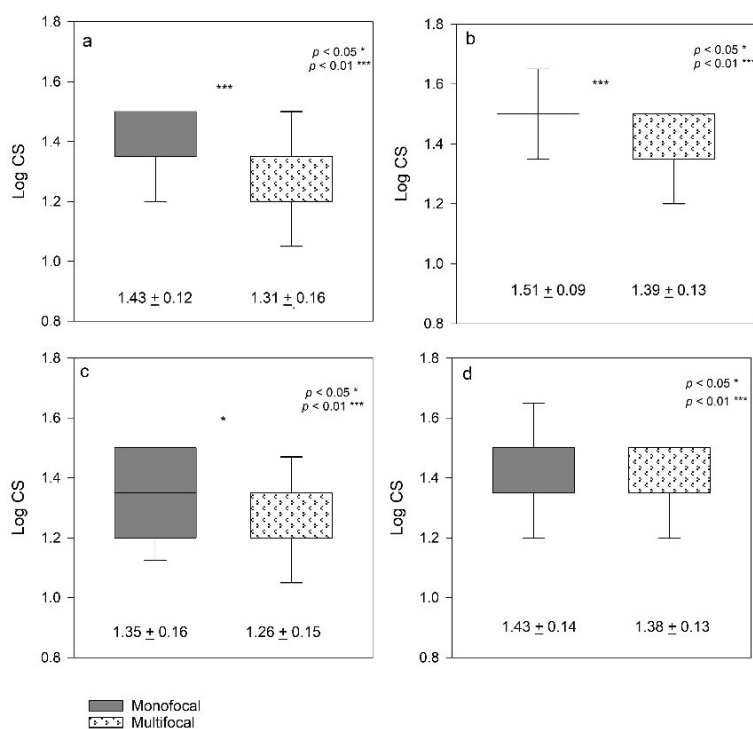 a
p < 0.05 *
p < 0.01 ***
***
Log CS
1.8
1.6
1.4
1.2
1.0
0.8
1.43 ± 0.12
1.31 ± 0.16
b
p < 0.05 *
p < 0.01 ***
***
Log CS
1.8
1.6
1.4
1.2
1.0
0.8
1.51 ± 0.09
1.39 ± 0.13
c
p < 0.05 *
p < 0.01 ***
*
Log CS
1.8
1.6
1.4
1.2
1.0
0.8
1.35 ± 0.16
1.26 ± 0.15
d
p < 0.05 *
p < 0.01 ***
Log CS
1.8
1.6
1.4
1.2
1.0
0.8
1.43 ± 0.14
1.38 ± 0.13
Monofocal
Multifocal